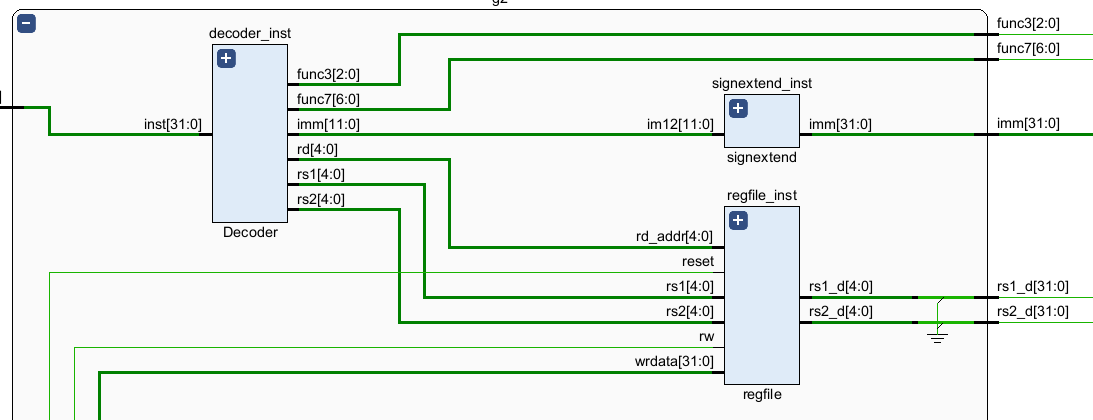 g2
func3[2:0]
decoder_inst
func7[6:0]
func3[2:0]
signextend_inst
func7[6:0]
inst[31:0]
imm[11:0]
im12[11:0]
imm[31:0]
imm[31:0]
rd[4:0]
signextend
rs1[4:0]
regfile_inst
rs2[4:0]
Decoder
rd_addr[4:0]
reset
rs1[4:0]
rs1_d[4:0]
rs1_d[31:0]
rs2[4:0]
rs2_d[4:0]
rs2_d[31:0]
rw
wrdata[31:0]
regfile